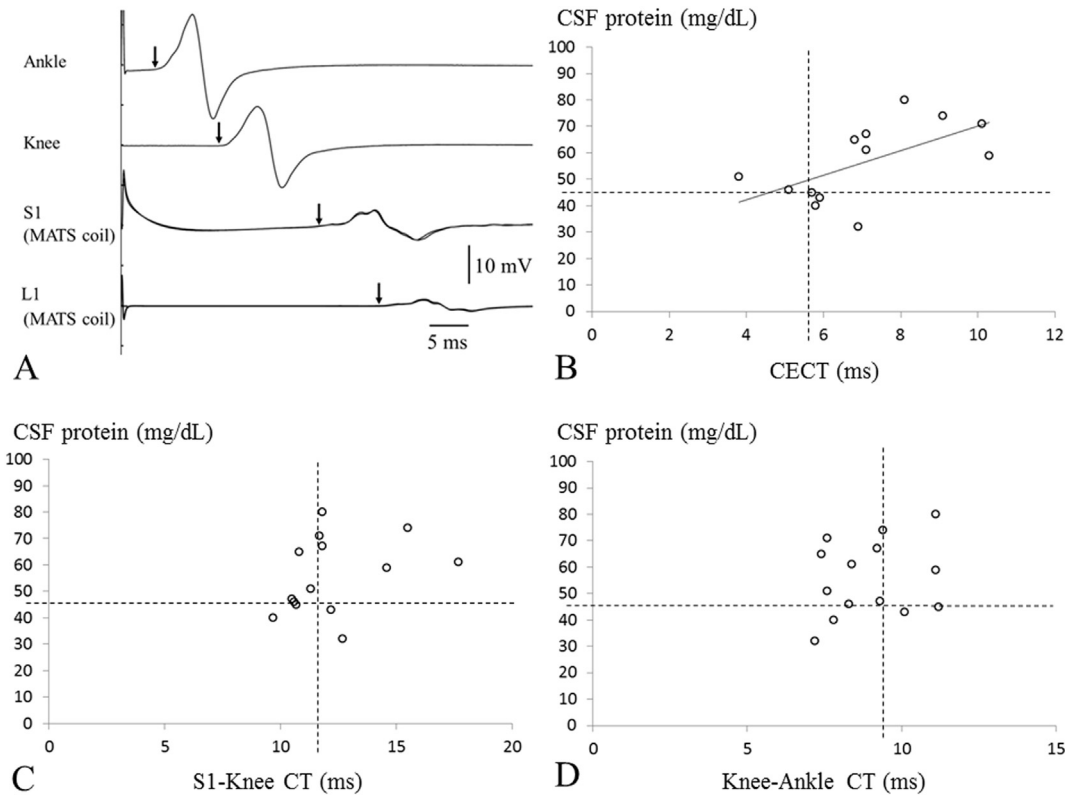 Ankle
Knee
S1
(MATS coil)
L1
(MATS coil)
10 mV
5 ms
A
CSF protein (mg/dL)
100
90
80
70
60
50
40
30
20
10
0
0 2 4 6 8 10 12
CECT (ms)
B
CSF protein (mg/dL)
100
90
80
70
60
50
40
30
20
10
0
0 5 10 15 20
S1-Knee CT (ms)
C
CSF protein (mg/dL)
100
90
80
70
60
50
40
30
20
10
0
0 5 10 15
Knee-Ankle CT (ms)
D